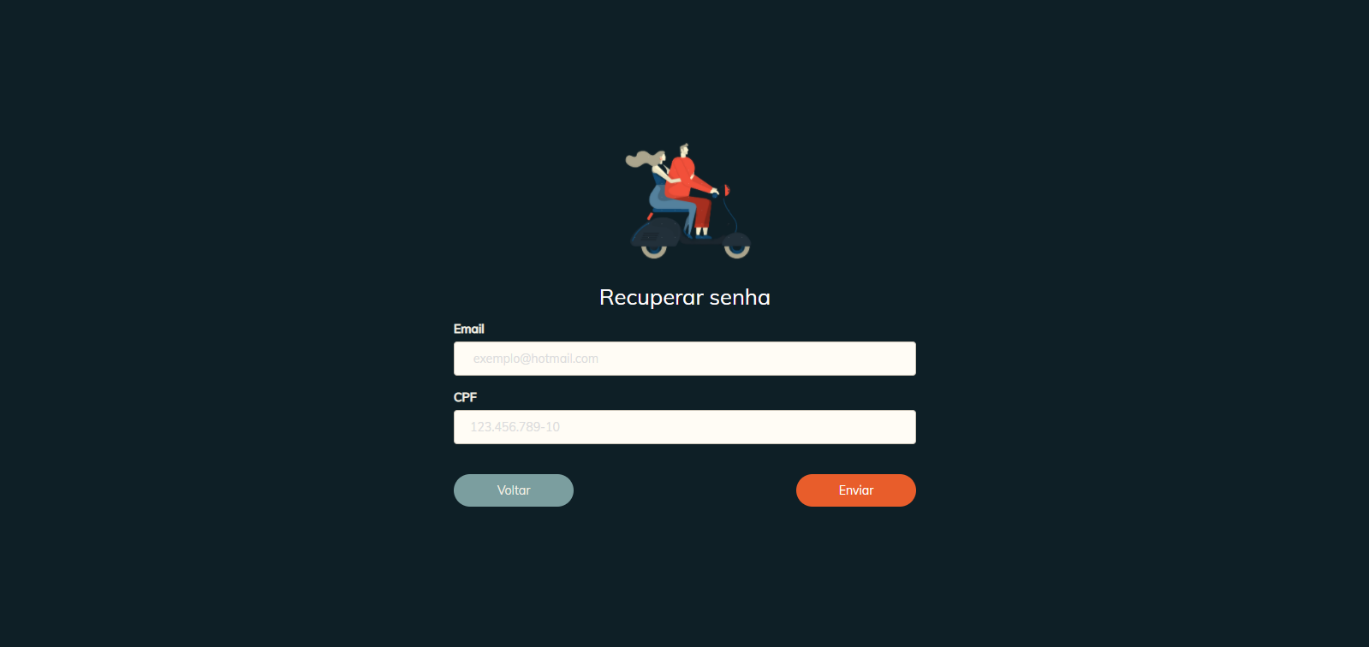 Recuperar senha
Email
exemplo@hotmail.com
CPF
123.456.789-10
Voltar
Enviar